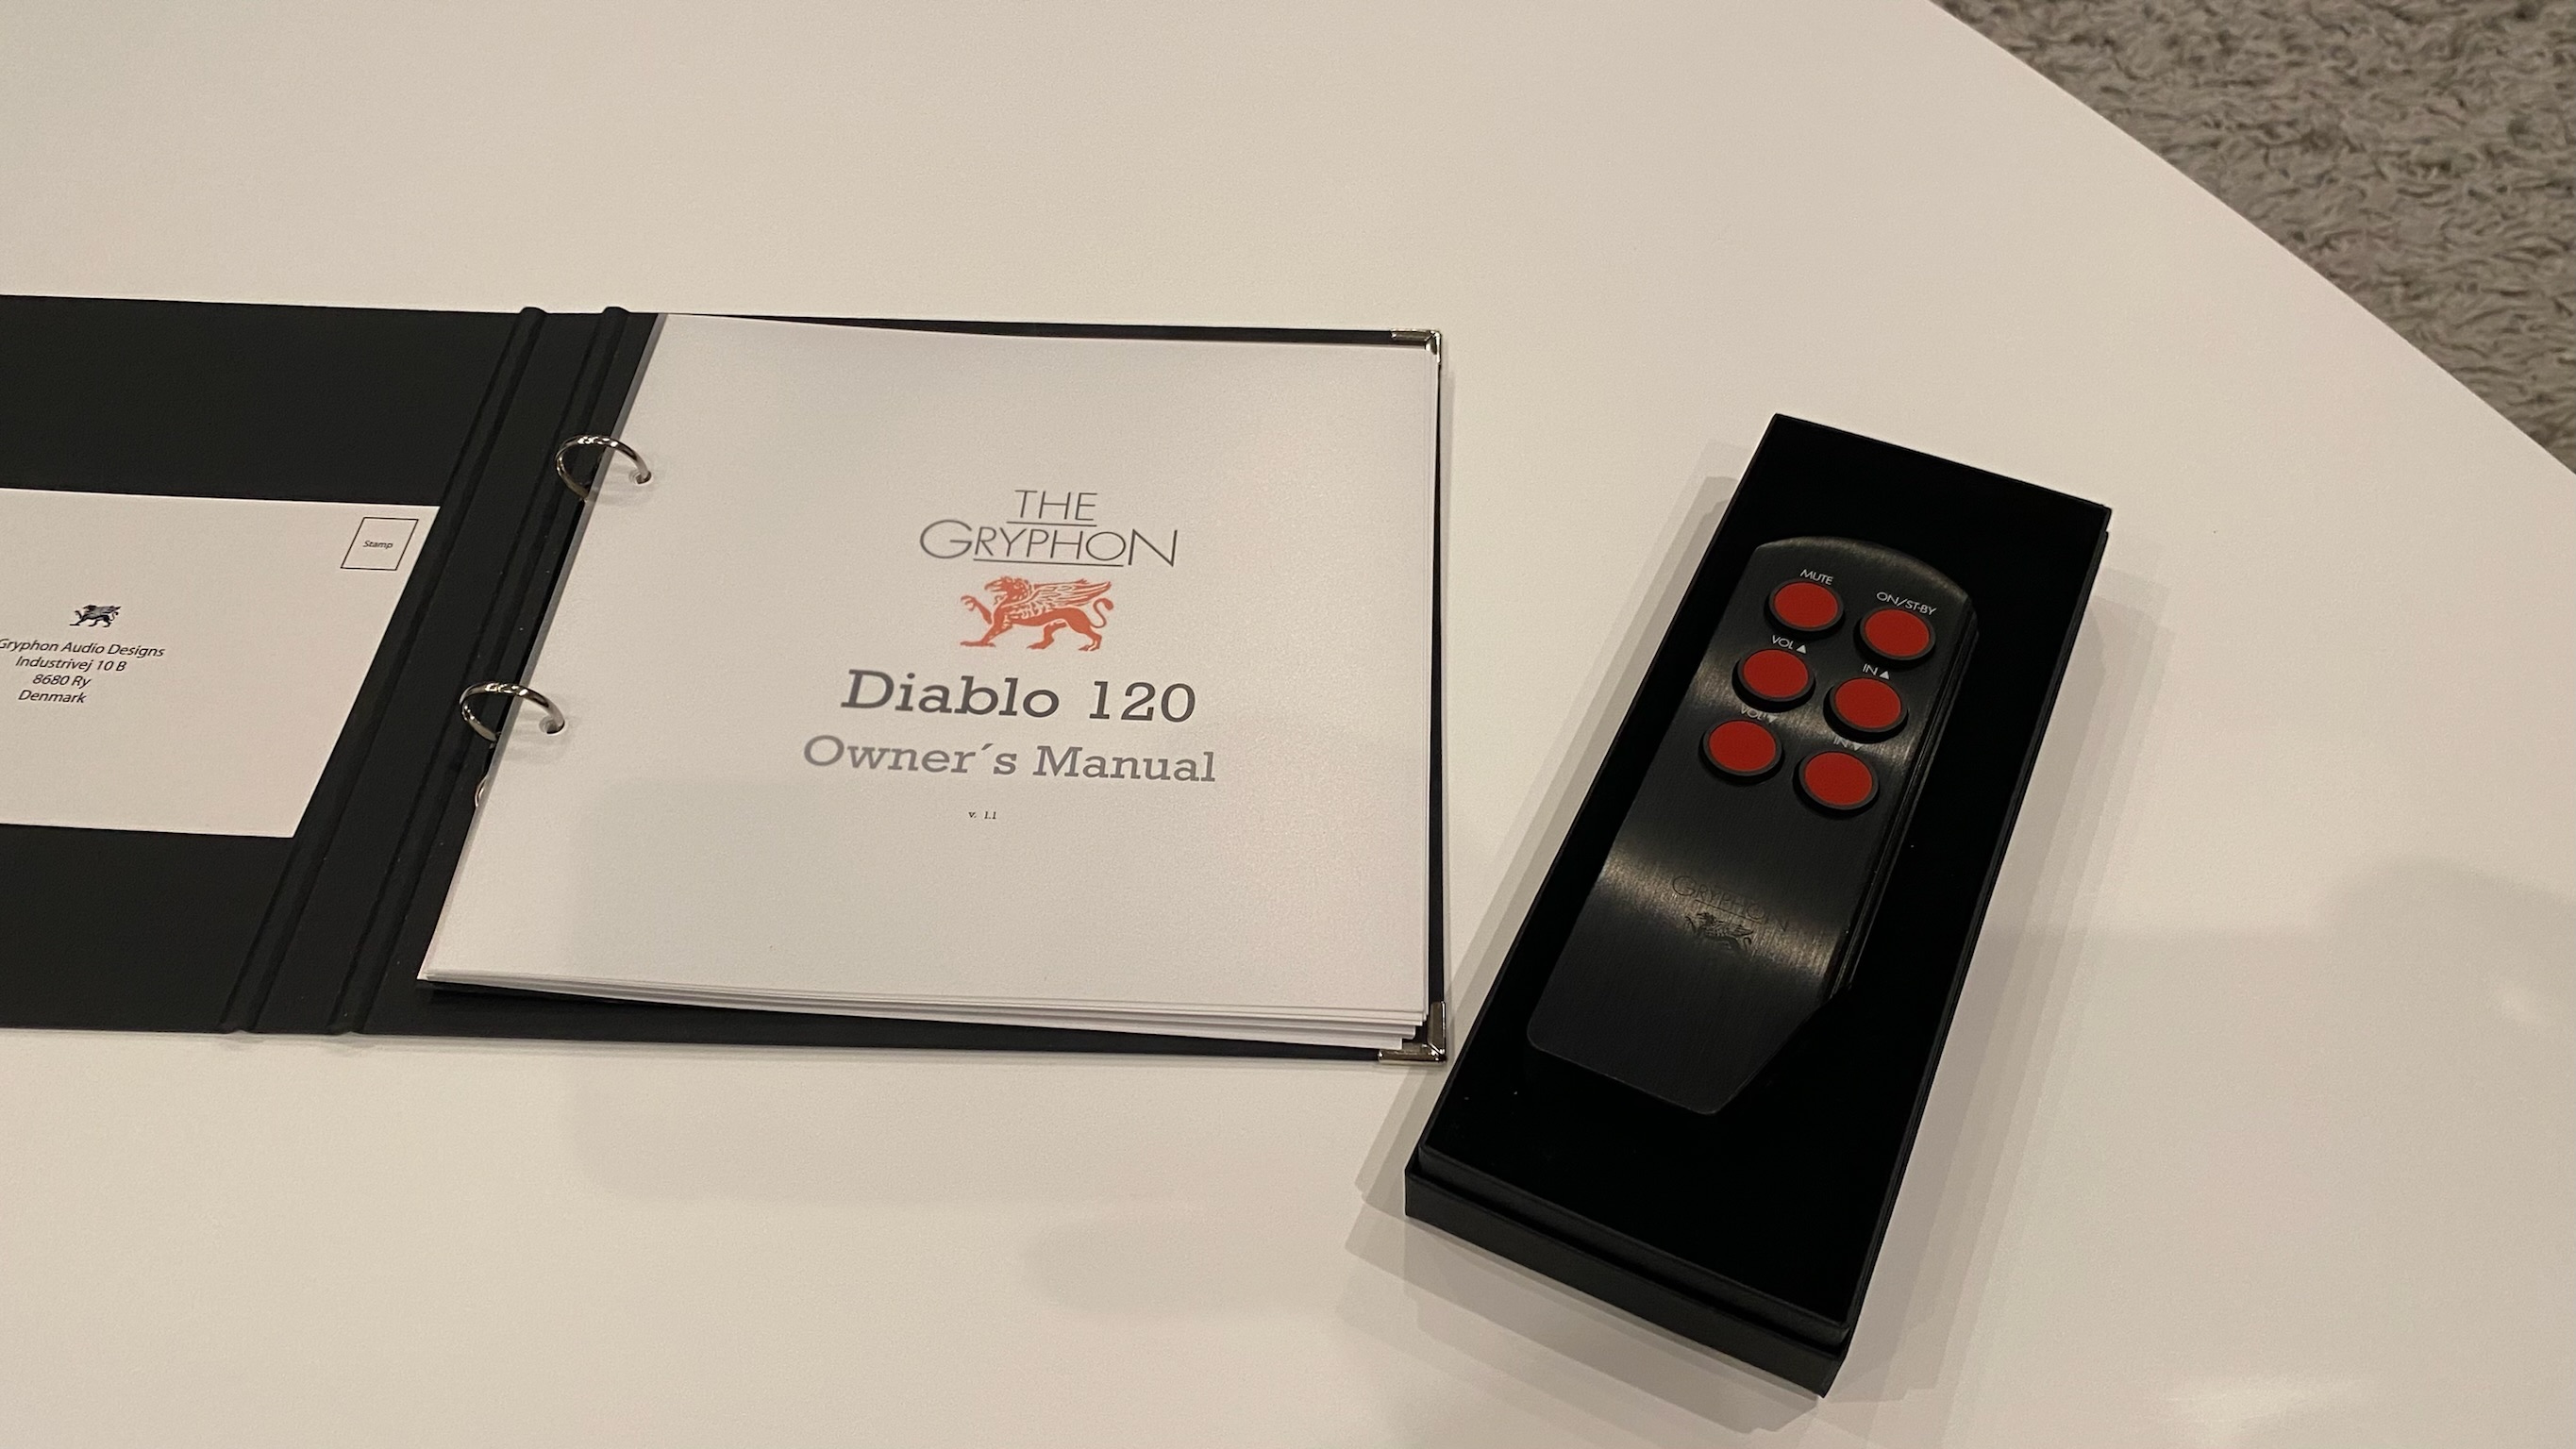 Stamp
Gryphon Audio Designs
Industrivej 10 B
8680 Ry
Denmark
THE
GRYPHON
Diablo 120
Owner´s Manual
v. 1.1
MUTE
ON/ST-BY
VOL ▲
IN ▲
VOL ▼
IN ▼
GRYPHON